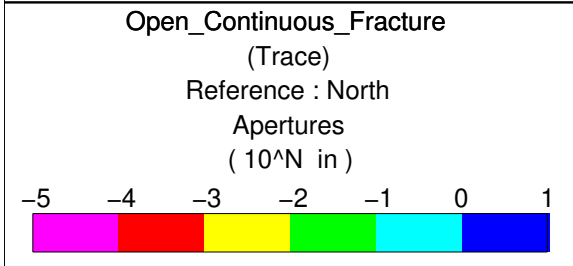 Open_Continuous_Fracture
(Trace)
Reference : North
Apertures
( 10^N in )
−5 −4 −3 −2 −1 0 1